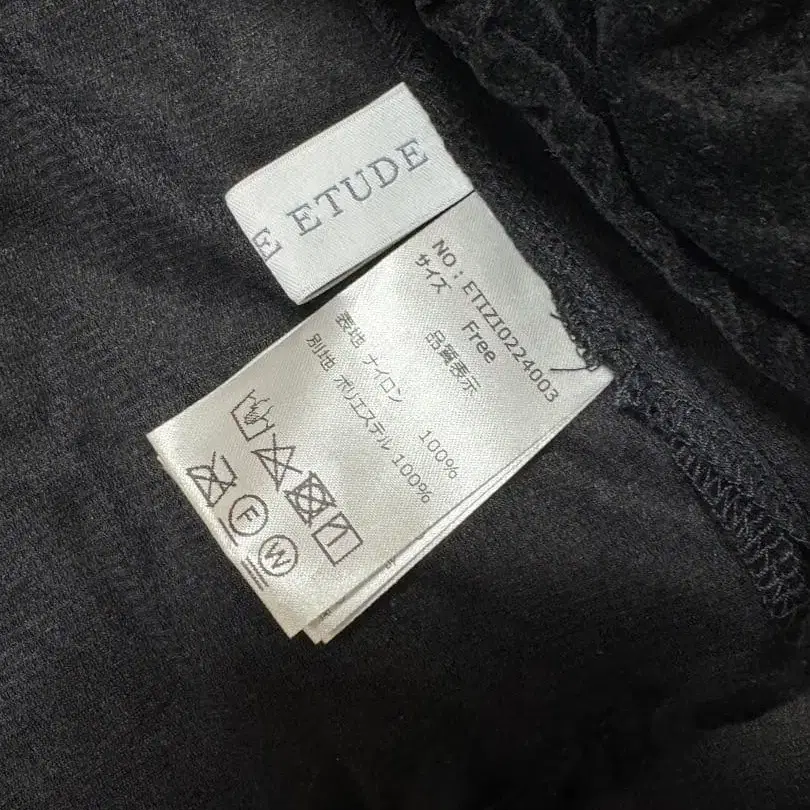 E ETUDE
NO：ETIZI0224003
サイズ Free
品質表示
表地 ナイロン 100%
別地 ポリエステル 100%
F
W